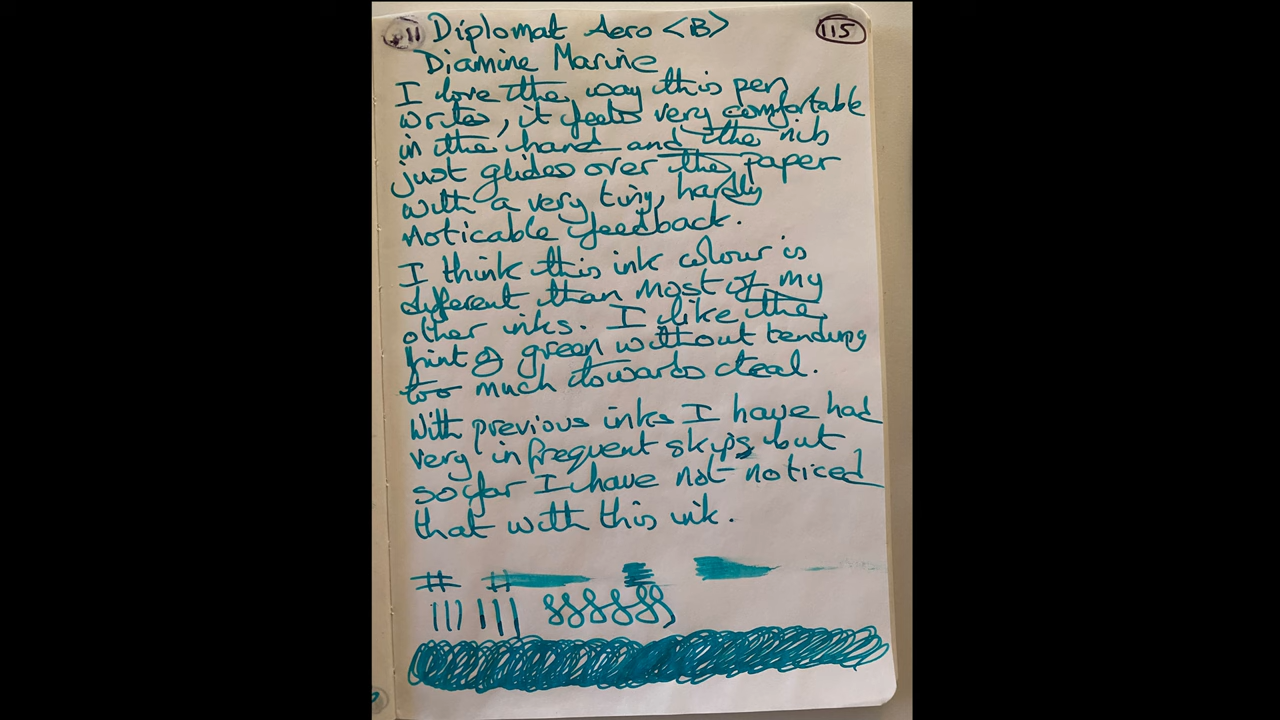 +11 Diplomat Aero <B> 115
Diamine Marine
I love the way this pen
writes, it feels very comfortable
in the hand and the nib
just glides over the paper
with a very tiny, hardly
noticable feedback.
I think this ink colour is
different than most of my
other inks. I like the
hint of green without tending
too much towards teal.
With previous inks I have had
very infrequent skips but
so far I have not noticed
that with this ink.